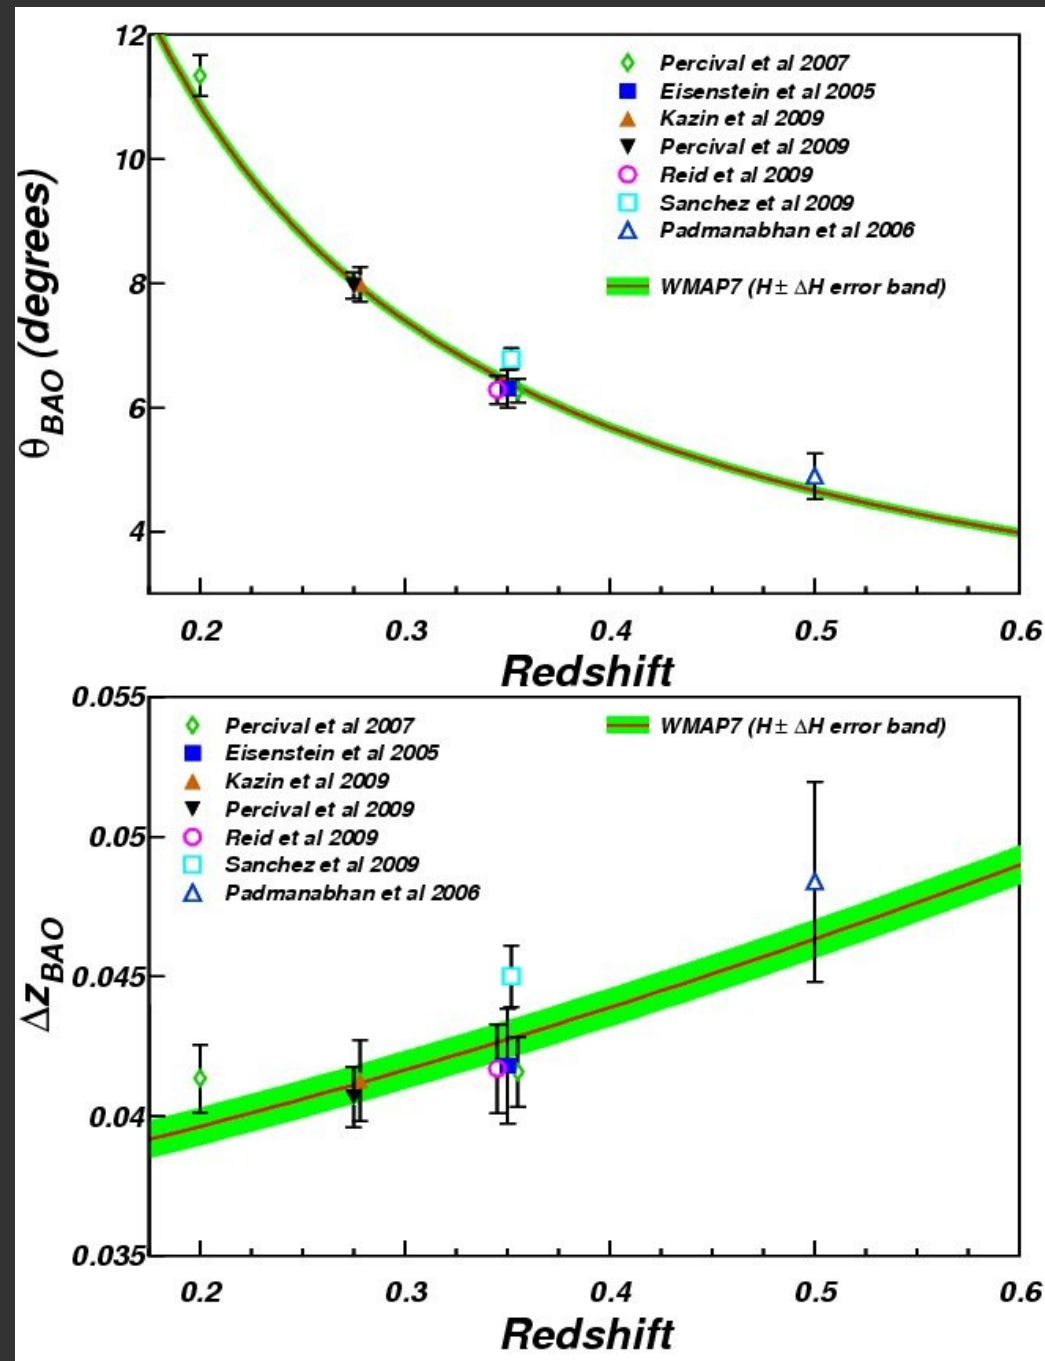 12
10
8
6
4
θBAO (degrees)
Percival et al 2007
Eisenstein et al 2005
Kazin et al 2009
Percival et al 2009
Reid et al 2009
Sanchez et al 2009
Padmanabhan et al 2006
WMAP7 (H± ΔH error band)
0.2 0.3 0.4 0.5 0.6
Redshift
0.055
0.05
0.045
0.04
0.035
ΔzBAO
Percival et al 2007
Eisenstein et al 2005
Kazin et al 2009
Percival et al 2009
Reid et al 2009
Sanchez et al 2009
Padmanabhan et al 2006
WMAP7 (H± ΔH error band)
0.2 0.3 0.4 0.5 0.6
Redshift